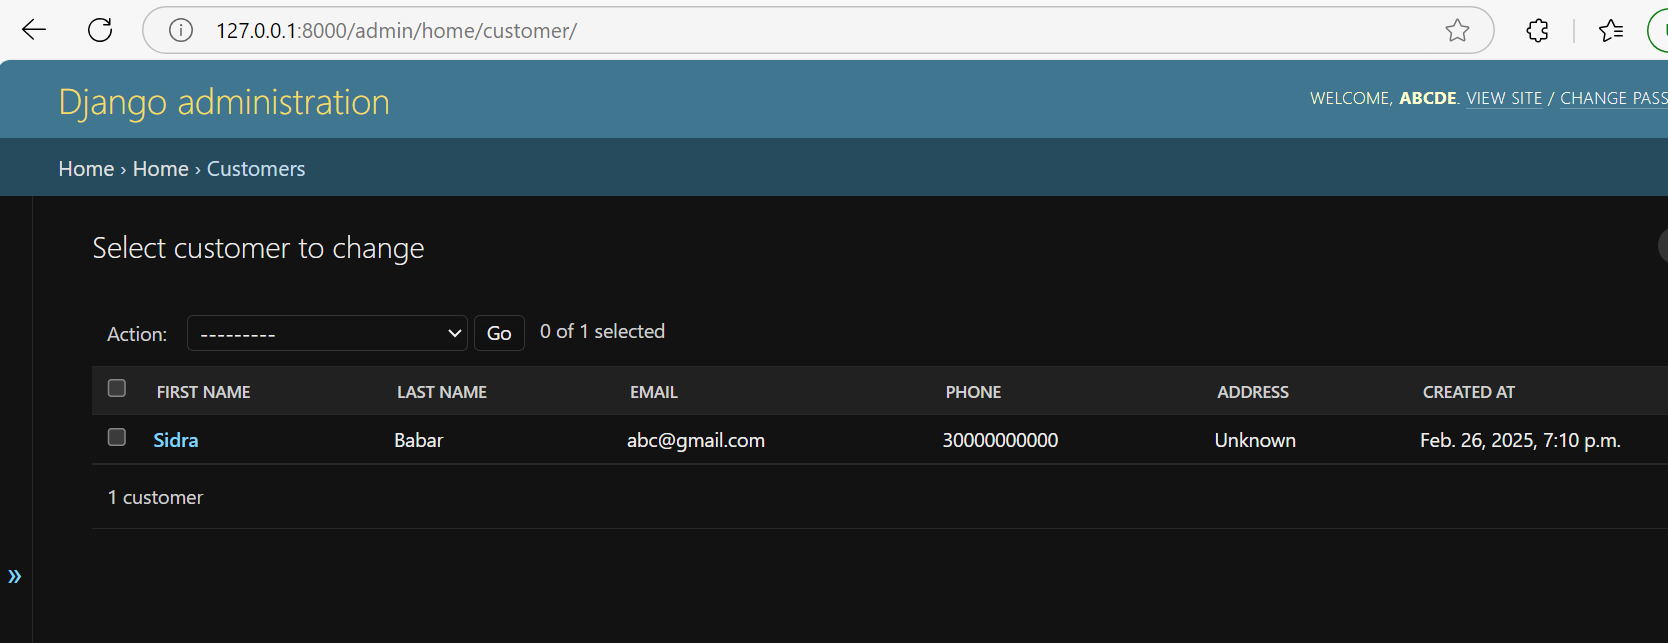 127.0.0.1:8000/admin/home/customer/
Django administration
WELCOME, ABCDE. VIEW SITE / CHANGE PASS
Home › Home › Customers
Select customer to change
Action: --------- Go 0 of 1 selected
FIRST NAME LAST NAME EMAIL PHONE ADDRESS CREATED AT
Sidra Babar abc@gmail.com 30000000000 Unknown Feb. 26, 2025, 7:10 p.m.
1 customer
»